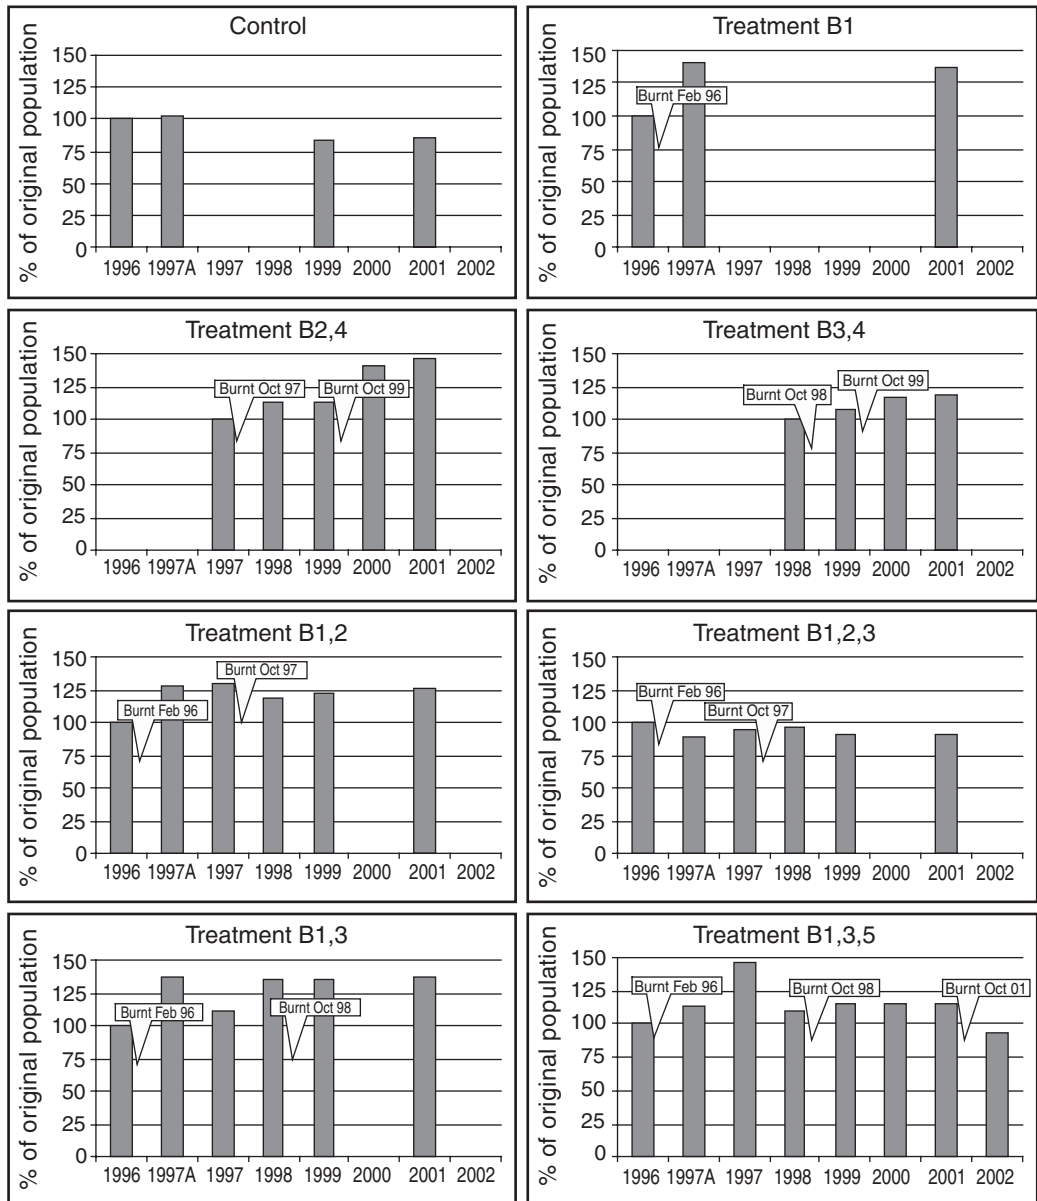 Control
% of original population
150
125
100
75
50
25
0
1996 1997A 1997 1998 1999 2000 2001 2002
Treatment B1
% of original population
150
125
100
75
50
25
0
Burnt Feb 96
1996 1997A 1997 1998 1999 2000 2001 2002
Treatment B2,4
% of original population
150
125
100
75
50
25
0
Burnt Oct 97
Burnt Oct 99
1996 1997A 1997 1998 1999 2000 2001 2002
Treatment B3,4
% of original population
150
125
100
75
50
25
0
Burnt Oct 98
Burnt Oct 99
1996 1997A 1997 1998 1999 2000 2001 2002
Treatment B1,2
% of original population
150
125
100
75
50
25
0
Burnt Feb 96
Burnt Oct 97
1996 1997A 1997 1998 1999 2000 2001 2002
Treatment B1,2,3
% of original population
150
125
100
75
50
25
0
Burnt Feb 96
Burnt Oct 97
1996 1997A 1997 1998 1999 2000 2001 2002
Treatment B1,3
% of original population
150
125
100
75
50
25
0
Burnt Feb 96
Burnt Oct 98
1996 1997A 1997 1998 1999 2000 2001 2002
Treatment B1,3,5
% of original population
150
125
100
75
50
25
0
Burnt Feb 96
Burnt Oct 98
Burnt Oct 01
1996 1997A 1997 1998 1999 2000 2001 2002